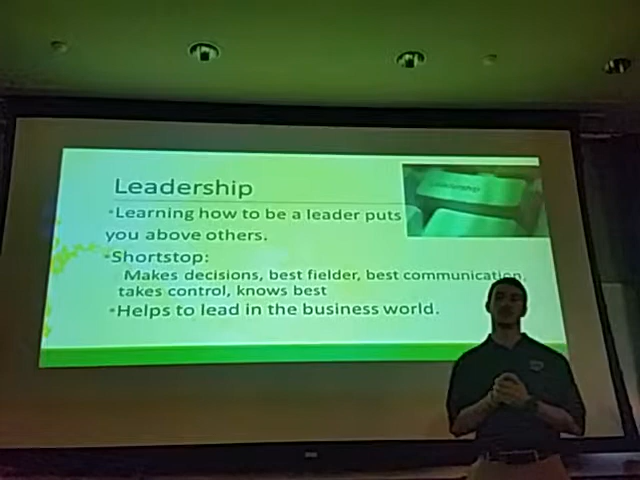 Leadership
•Learning how to be a leader puts
you above others.
•Shortstop:
Makes decisions, best fielder, best communication,
takes control, knows best
•Helps to lead in the business world.
Leadership